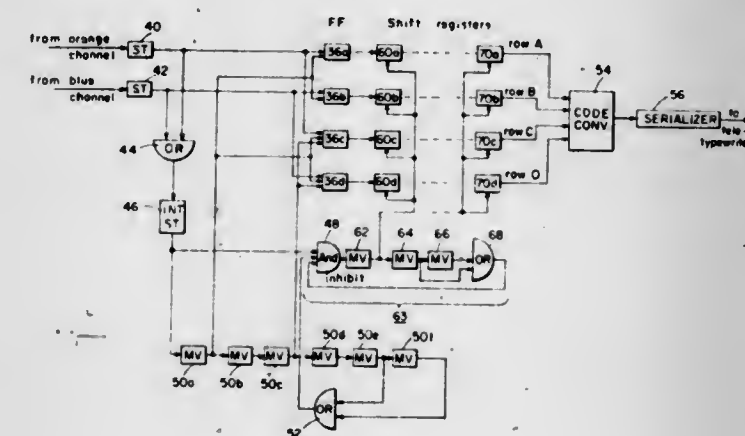 FF Shift registers
40
from orange channel
ST
42
from blue channel
ST
36a 60a 70a row A
36b 60b 70b row B
36c 60c 70c row C
36d 60d 70d row D
54
CODE CONV.
56
SERIALIZER
to teletypewriter
44
OR
46
INT ST
48
And
inhibit
62
MV
64
MV
66
MV
68
OR
63
50a
MV
50b
MV
50c
MV
50d
MV
50e
MV
501
MV
OR
52